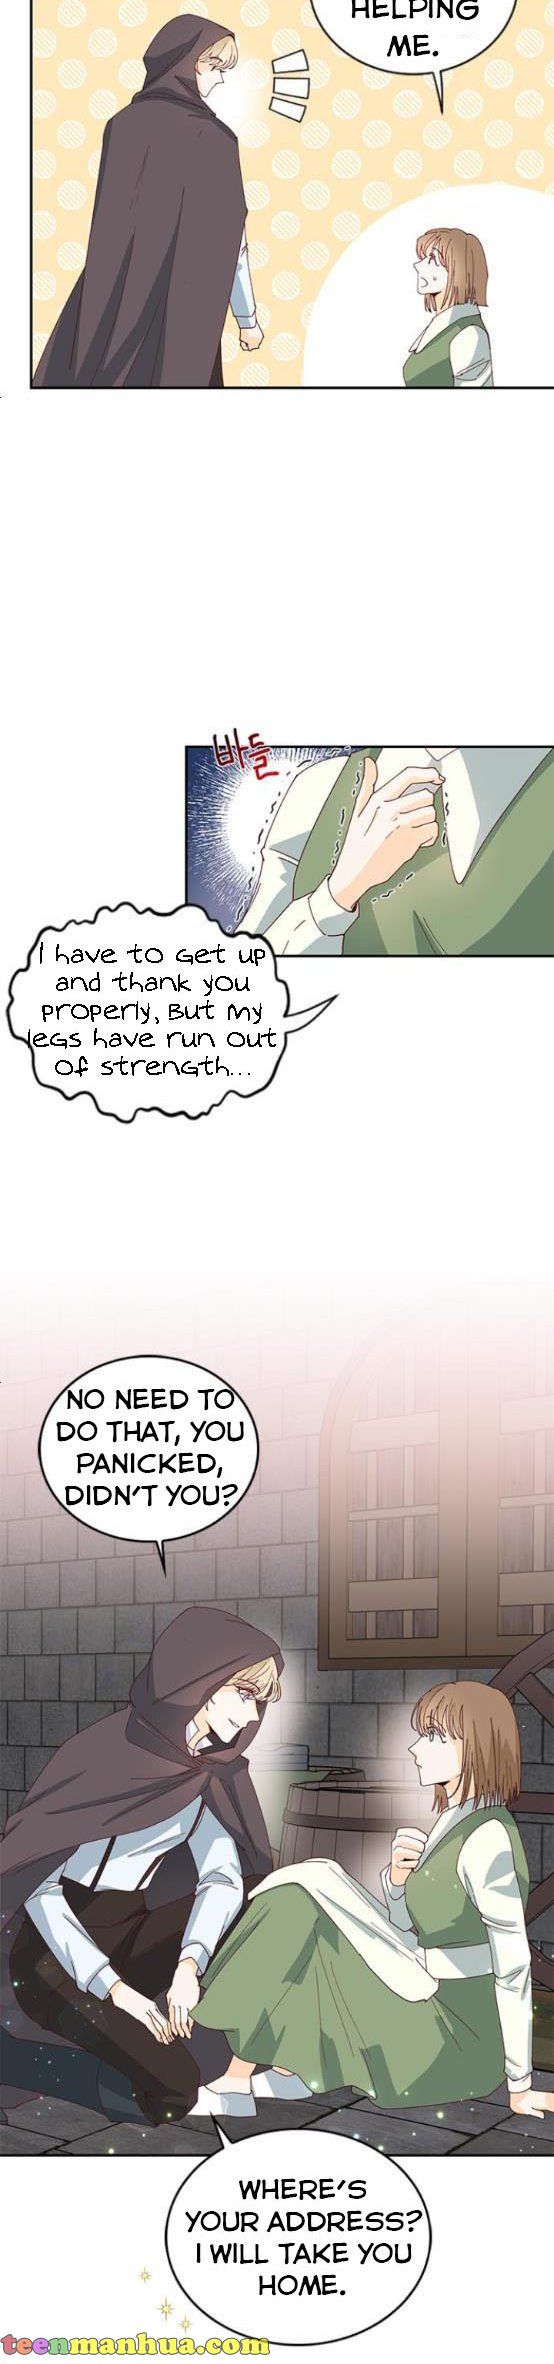 HELPING
ME.
바들
I have to get up
and thank you
properly, but my
legs have run out
of strength...
NO NEED TO
DO THAT, YOU
PANICKED,
DIDN'T YOU?
WHERE'S
YOUR ADDRESS?
I WILL TAKE YOU
HOME.
teenmanhua.com